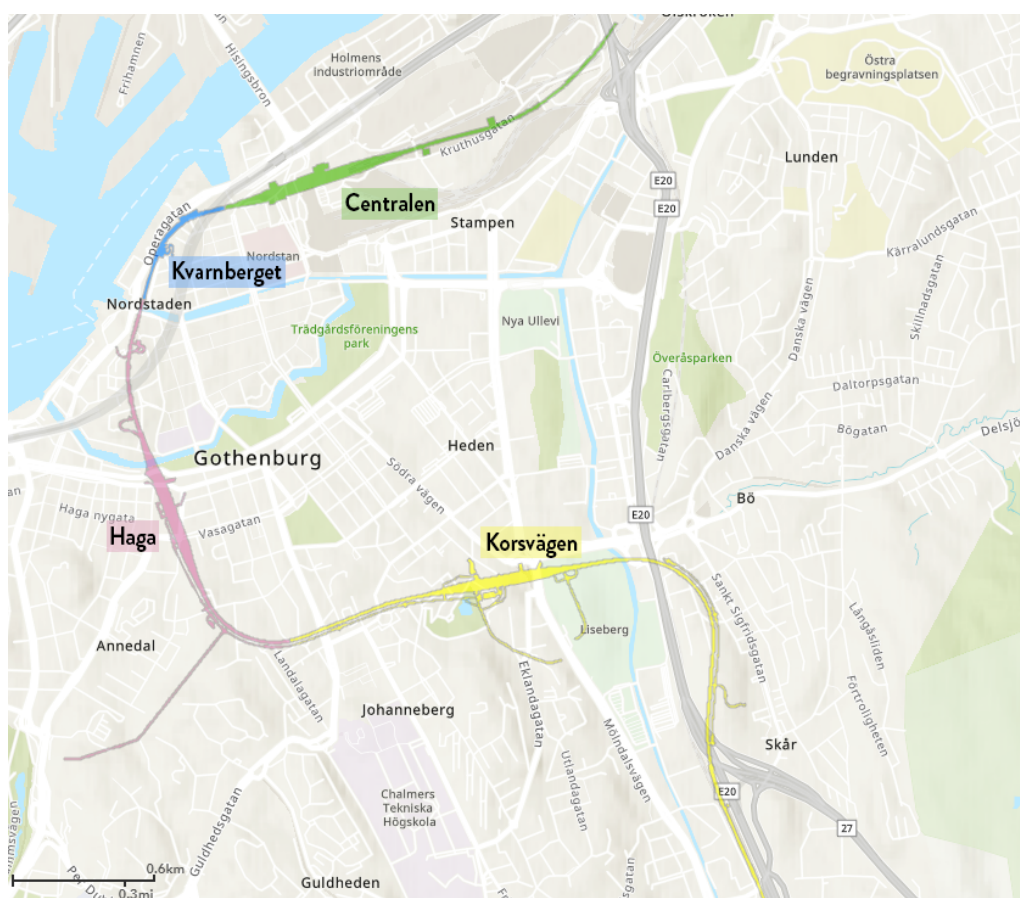 Olskroken
Holmens
industriområde
Hisingsbron
Frihamnen
Östra
begravningsplatsen
Kruthusgatan
Lunden
E20
E20
Centralen
Stampen
Operagatan
Kärralundsgatan
Nordstan
Kvarnberget
Nordstaden
Skillnadsgatan
Danska vägen
Trädgårdsföreningens
park
Nya Ullevi
Överåsparken
Carlbergsgatan
Daltorpsgatan
Bögatan
Danska vägen
Delsjö
Heden
Gothenburg
Södra vägen
Bö
Haga nygata
Vasagatan
E20
Haga
Korsvägen
Sankt Sigfridsgatan
Långåsliden
Liseberg
Annedal
Landalagatan
Eklandagatan
Förtroligheten
Johanneberg
Mölndalsvägen
Skår
Utlandagatan
E20
Chalmers
Tekniska
Högskola
27
Guldhedsgatan
0.6km
0.3mi
Guldheden